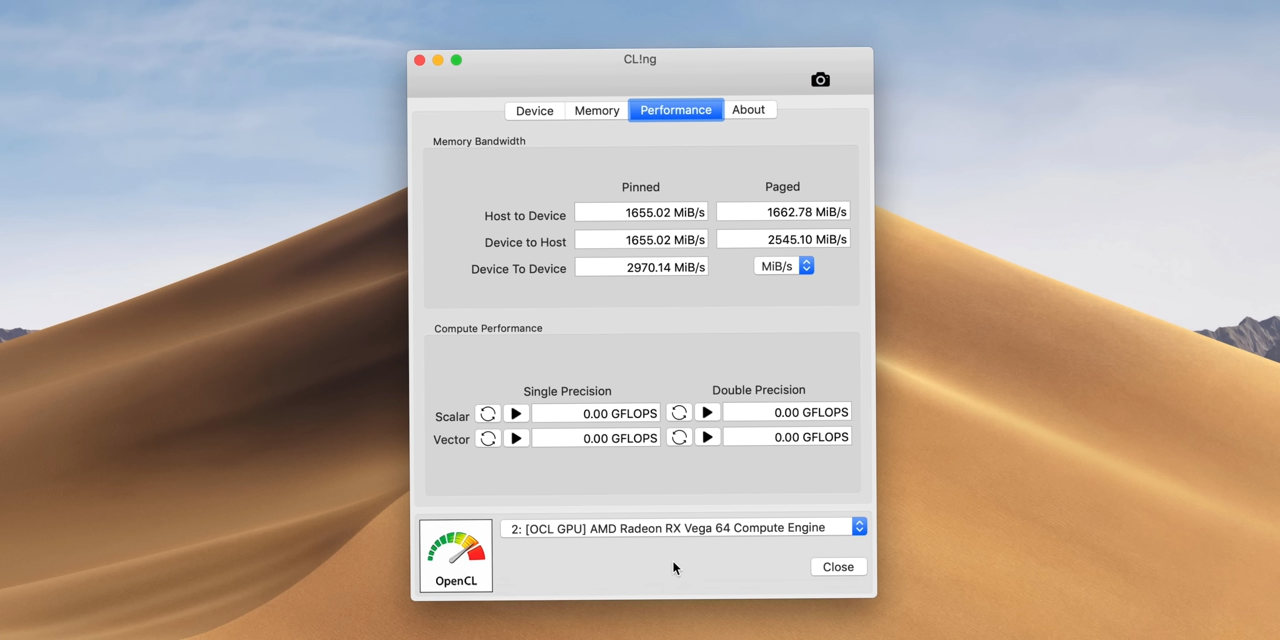 CL!ng
Device Memory Performance About
Memory Bandwidth
Pinned Paged
Host to Device 1655.02 MiB/s 1662.78 MiB/s
Device to Host 1655.02 MiB/s 2545.10 MiB/s
Device To Device 2970.14 MiB/s MiB/s
Compute Performance
Single Precision Double Precision
Scalar 0.00 GFLOPS 0.00 GFLOPS
Vector 0.00 GFLOPS 0.00 GFLOPS
2: [OCL GPU] AMD Radeon RX Vega 64 Compute Engine
OpenCL
Close